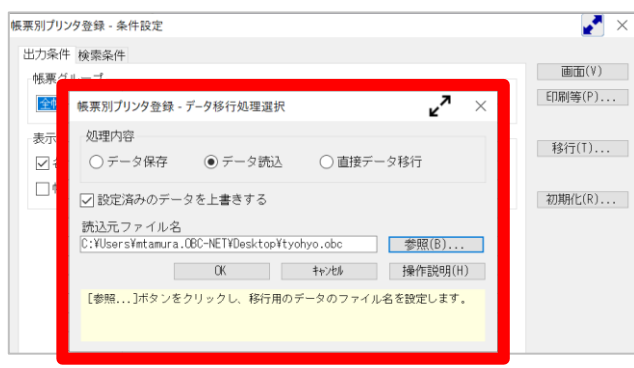 帳票別プリンタ登録 - 条件設定
出力条件 検索条件
帳票グループ
画面(V)
印刷等(P)...
移行(T)...
初期化(R)...
表示
帳票別プリンタ登録 - データ移行処理選択
処理内容
データ保存 データ読込 直接データ移行
設定済みのデータを上書きする
読込元ファイル名
C:¥Users¥mtamura.OBC-NET¥Desktop¥tyohyo.obc 参照(B)...
OK キャンセル 操作説明(H)
[参照...]ボタンをクリックし、移行用のデータのファイル名を設定します。